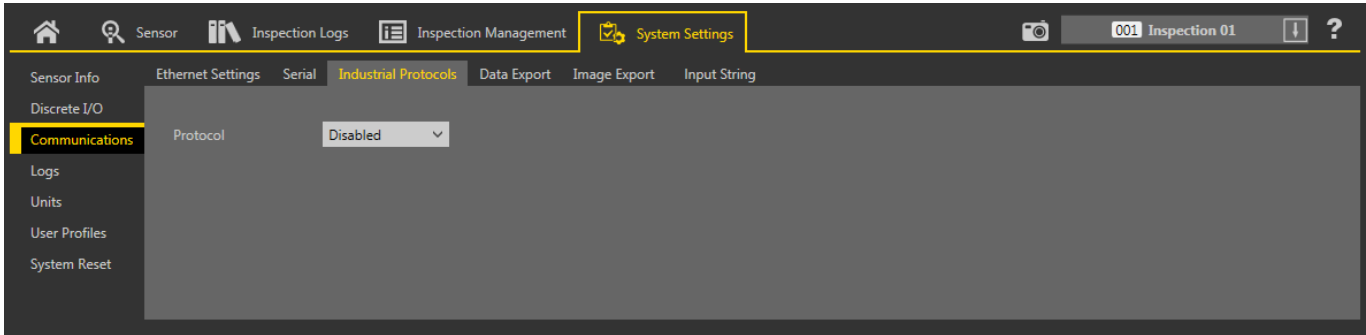 Sensor Inspection Logs Inspection Management System Settings 001 Inspection 01 ?
Sensor Info Ethernet Settings Serial Industrial Protocols Data Export Image Export Input String
Discrete I/O
Communications Protocol Disabled
Logs
Units
User Profiles
System Reset